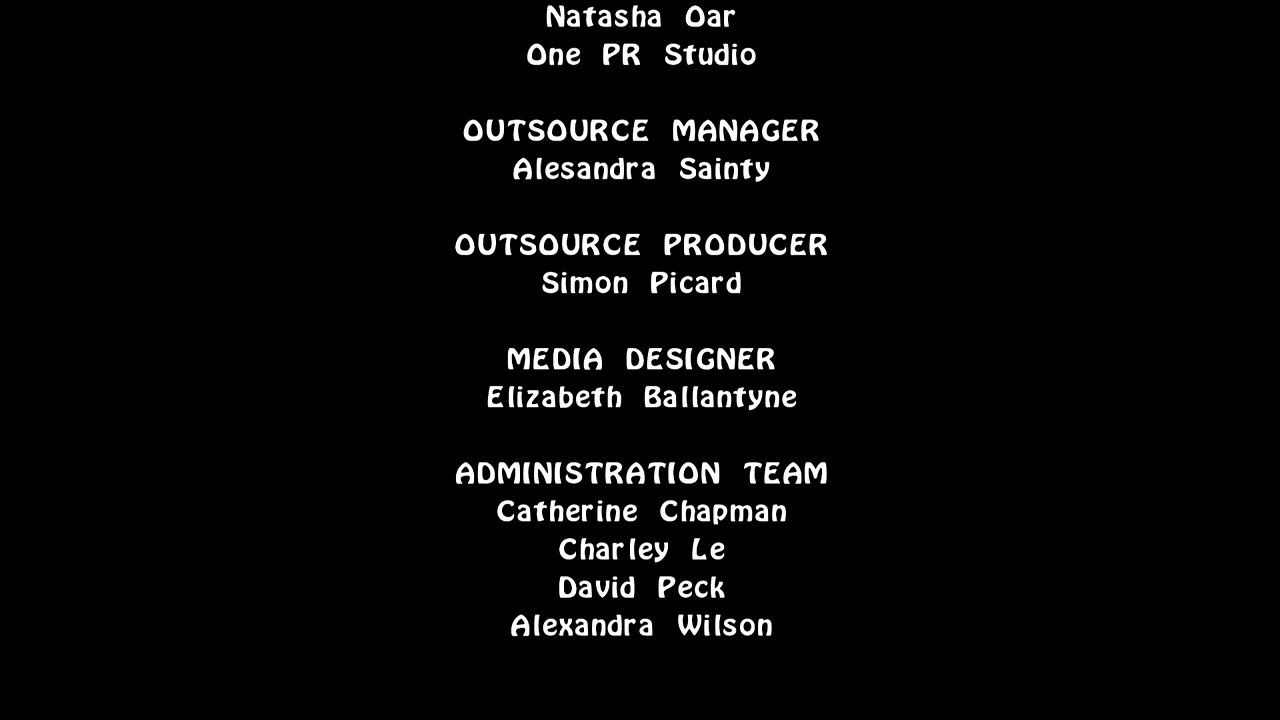 Natasha Oar
One PR Studio
OUTSOURCE MANAGER
Alesandra Sainty
OUTSOURCE PRODUCER
Simon Picard
MEDIA DESIGNER
Elizabeth Ballantyne
ADMINISTRATION TEAM
Catherine Chapman
Charley Le
David Peck
Alexandra Wilson